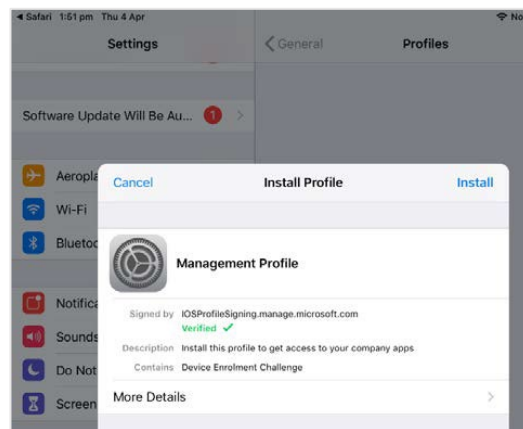 Safari 1:51 pm Thu 4 Apr
No
Settings
General
Profiles
Software Update Will Be Au... 1
Cancel
Install Profile
Install
Aeropla
Wi-Fi
Bluetoo
Management Profile
Signed by IOSProfileSigning.manage.microsoft.com
Verified
Notifica
Description Install this profile to get access to your company apps
Sounds
Contains Device Enrolment Challenge
Do Not
More Details
Screen